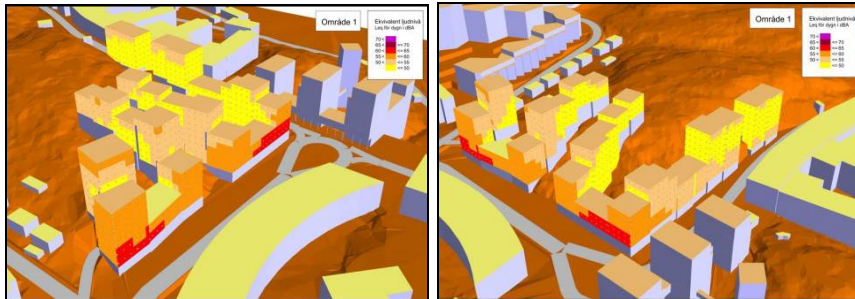 Område 1
Ekvivalent ljudnivå
Leq för dygn i dBA
70 <
65 < <= 70
60 < <= 65
55 < <= 60
50 < <= 55
<= 50
Område 1
Ekvivalent ljudnivå
Leq för dygn i dBA
70 <
65 < <= 70
60 < <= 65
55 < <= 60
50 < <= 55
<= 50